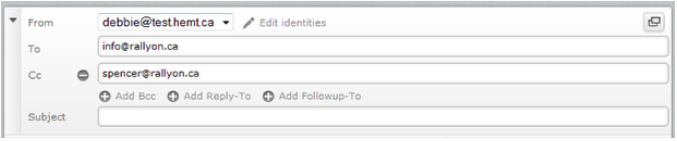 From debbie@test.hemt.ca Edit identities
To info@rallyon.ca
Cc spencer@rallyon.ca
Add Bcc Add Reply-To Add Followup-To
Subject